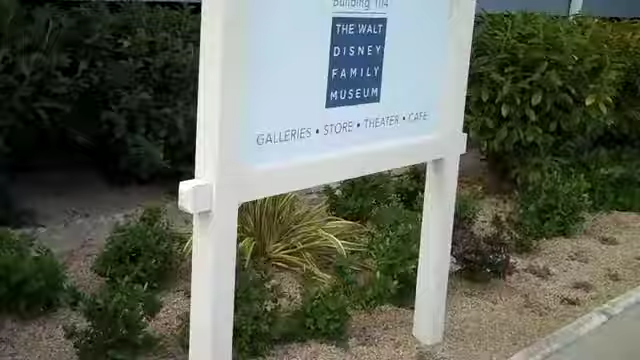 Building 104
THE WALT
DISNEY
FAMILY
MUSEUM
GALLERIES • STORE • THEATER • CAFE